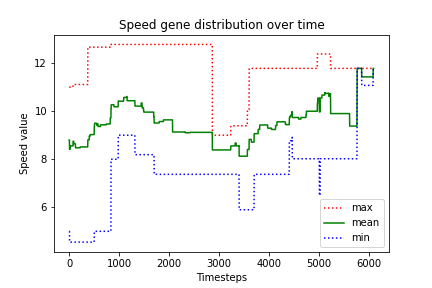 Speed gene distribution over time
Speed value
12
10
8
6
0
1000
2000
3000
4000
5000
6000
Timesteps
max
mean
min